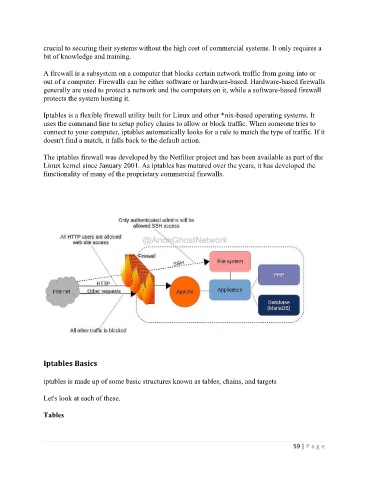 crucial to securing their systems without the high cost of commercial systems. It only requires a
bit of knowledge and training.
A firewall is a subsystem on a computer that blocks certain network traffic from going into or
out of a computer. Firewalls can be either software or hardware-based. Hardware-based firewalls
generally are used to protect a network and the computers on it, while a software-based firewall
protects the system hosting it.
Iptables is a flexible firewall utility built for Linux and other *nix-based operating systems. It
uses the command line to setup policy chains to allow or block traffic. When someone tries to
connect to your computer, iptables automatically looks for a rule to match the type of traffic. If it
doesn't find a match, it falls back to the default action.
The iptables firewall was developed by the Netfilter project and has been available as part of the
Linux kernel since January 2001. As iptables has matured over the years, it has developed the
functionality of many of the proprietary commercial firewalls.
Only authenticated admins will be
allowed SSH access
All HTTP users are allowed
web site access
@AnonGhostNetwork
Firewall
SSH
File system
PHP
HTTP
Internet
Other requests
Apache
Application
Database
(MariaDB)
All other traffic is blocked
Iptables Basics
iptables is made up of some basic structures known as tables, chains, and targets
Let's look at each of these.
Tables
59 | P a g e